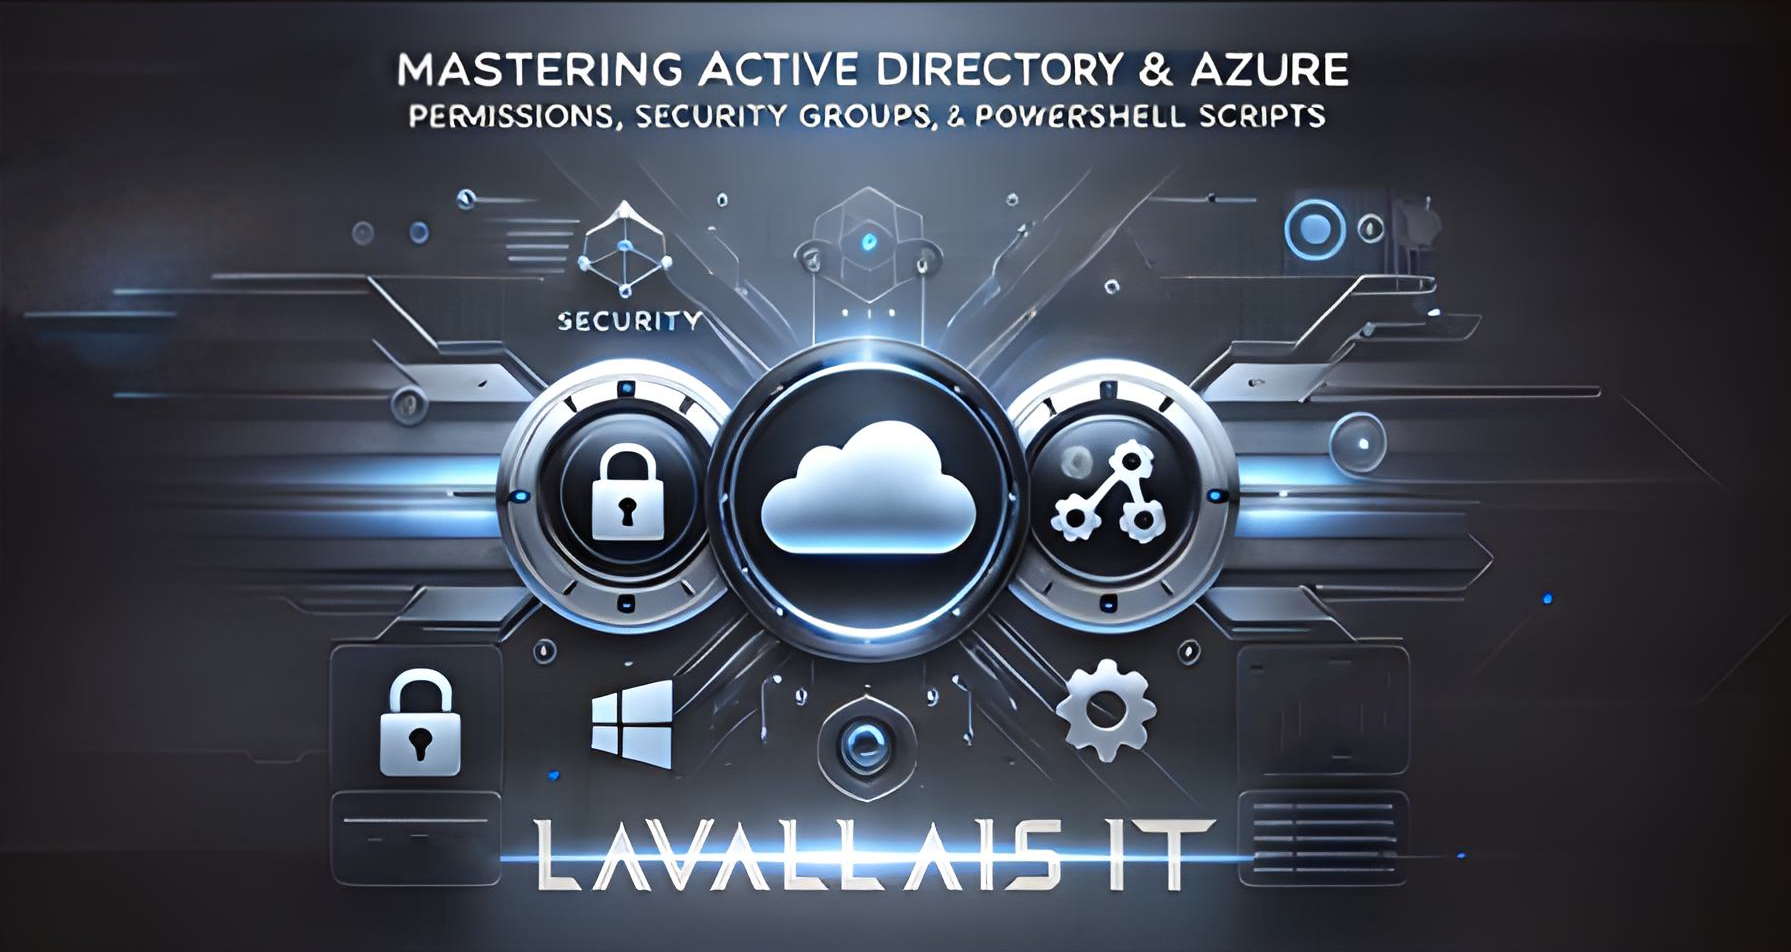 MASTERING ACTIVE DIRECTORY & AZURE
PERMISSIONS, SECURITY GROUPS, & POWERSHELL SCRIPTS
SECURITY
LAVALLAIS IT